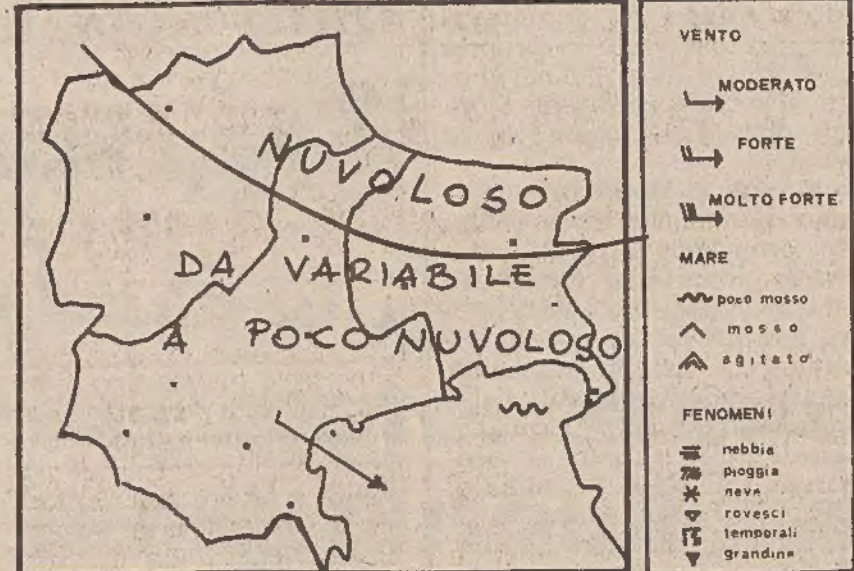 NUVOLOSO
DA VARIABILE
A POCO NUVOLOSO
VENTO
MODERATO
FORTE
MOLTO FORTE
MARE
poco mosso
mosso
agitato
FENOMENI
nebbia
pioggia
neve
rovesci
temporali
grandine